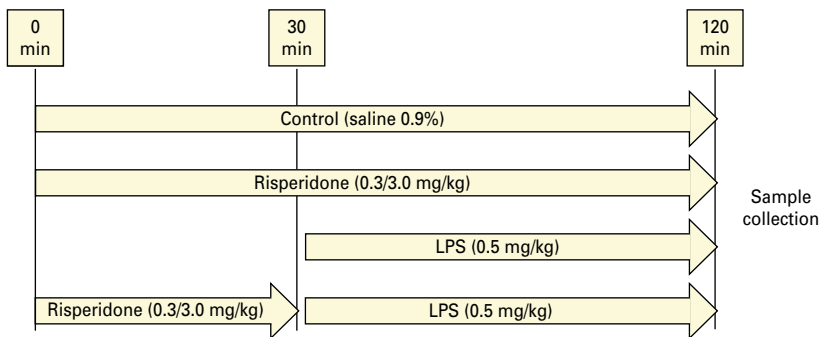 0
min
30
min
120
min
Control (saline 0.9%)
Risperidone (0.3/3.0 mg/kg)
Sample
collection
LPS (0.5 mg/kg)
Risperidone (0.3/3.0 mg/kg)
LPS (0.5 mg/kg)